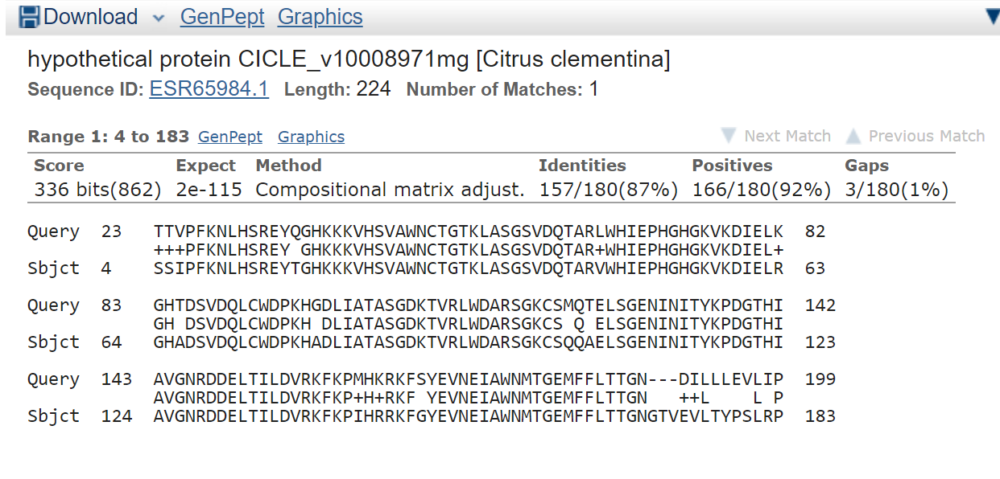 Download GenPept Graphics
hypothetical protein CICLE_v10008971mg [Citrus clementina]
Sequence ID: ESR65984.1 Length: 224 Number of Matches: 1
Range 1: 4 to 183 GenPept Graphics Next Match Previous Match
Score Expect Method Identities Positives Gaps
336 bits(862) 2e-115 Compositional matrix adjust. 157/180(87%) 166/180(92%) 3/180(1%)
Query 23 TTVPFKNLHSREYQGHKKKVHSVAWNCTGTKLASGSVDQTARLWHIEPHGHGKVKDIELK 82
+++PFKNLHSREY GHKKKVHSVAWNCTGTKLASGSVDQTAR+WHIEPHGHGKVKDIEL+
Sbjct 4 SSIPFKNLHSREYTGHKKKVHSVAWNCTGTKLASGSVDQTARVWHIEPHGHGKVKDIELR 63
Query 83 GHTDSVDQLCWDPKHGDLIATASGDKTVRLWDARSGKCSMQTELSGENINITYKPDGTHI 142
GH DSVDQLCWDPKH DLIATASGDKTVRLWDARSGKCS Q ELSGENINITYKPDGTHI
Sbjct 64 GHADSVDQLCWDPKHADLIATASGDKTVRLWDARSGKCSQQAELSGENINITYKPDGTHI 123
Query 143 AVGNRDDELTILDVRKFKPMHKRKFSYEVNEIAWNMTGEMFFLTTGN---DILLLEVLIP 199
AVGNRDDELTILDVRKFKP+H+RKF YEVNEIAWNMTGEMFFLTTGN   ++L    L P
Sbjct 124 AVGNRDDELTILDVRKFKPIHRRKFGYEVNEIAWNMTGEMFFLTTGNGTVEVLTYPSLRP 183